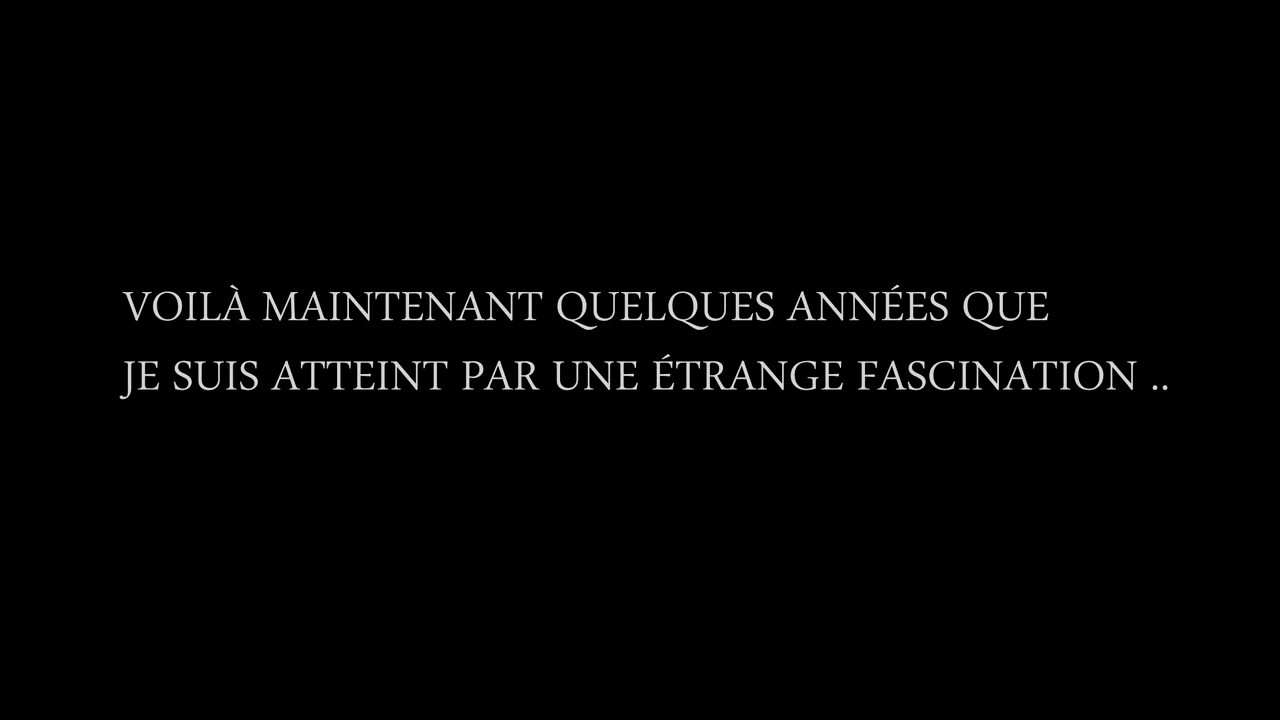 VOILÀ MAINTENANT QUELQUES ANNÉES QUE
JE SUIS ATTEINT PAR UNE ÉTRANGE FASCINATION ..